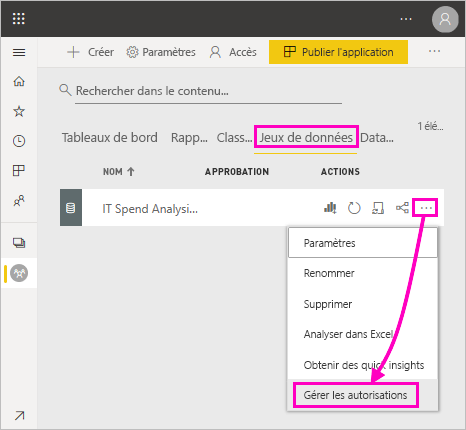 Créer Paramètres Accès Publier l'application
Rechercher dans le contenu...
1 élé...
Tableaux de bord Rapp... Class... Jeux de données Data...
NOM APPROBATION ACTIONS
IT Spend Analysi...
Paramètres
Renommer
Supprimer
Analyser dans Excel
Obtenir des quick insights
Gérer les autorisations